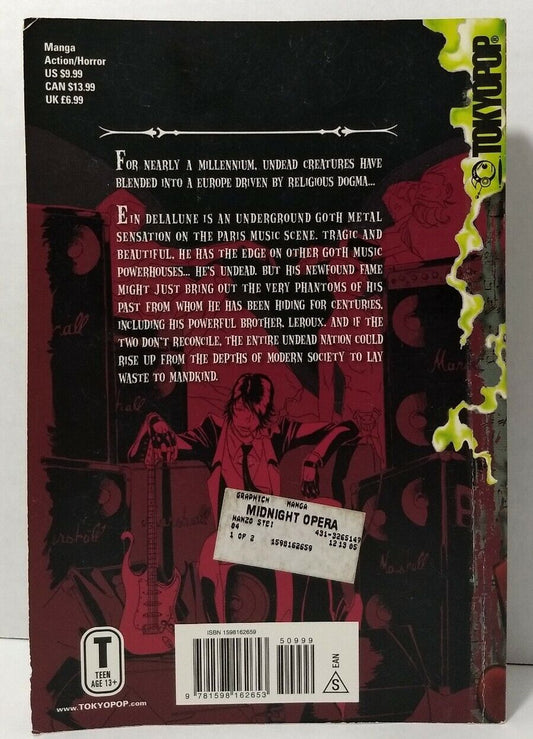 Manga
Action/Horror
US $9.99
CAN $13.99
UK £6.99
TOKYOPOP®
FOR NEARLY A MILLENNIUM, UNDEAD CREATURES HAVE
BLENDED INTO A EUROPE DRIVEN BY RELIGIOUS DOGMA...
EIN DELALUNE IS AN UNDERGROUND GOTH METAL
SENSATION ON THE PARIS MUSIC SCENE. TRAGIC AND
BEAUTIFUL, HE HAS THE EDGE ON OTHER GOTH MUSIC
POWERHOUSES... HE'S UNDEAD. BUT HIS NEWFOUND FAME
MIGHT JUST BRING OUT THE VERY PHANTOMS OF HIS
PAST FROM WHOM HE HAS BEEN HIDING FOR CENTURIES,
INCLUDING HIS POWERFUL BROTHER, LEROUX. AND IF THE
TWO DON'T RECONCILE, THE ENTIRE UNDEAD NATION COULD
RISE UP FROM THE DEPTHS OF MODERN SOCIETY TO LAY
WASTE TO MANDKIND.
GRAPHICN MANGA
MIDNIGHT OPERA
HANZO STEI 431-9265149
04 12 13 05
1 OF 2 1598162659
Marshall
ISBN 1598162659
50999
9 781598 162653
S
EAN
T
TEEN
AGE 13+
www.TOKYOPOP.com